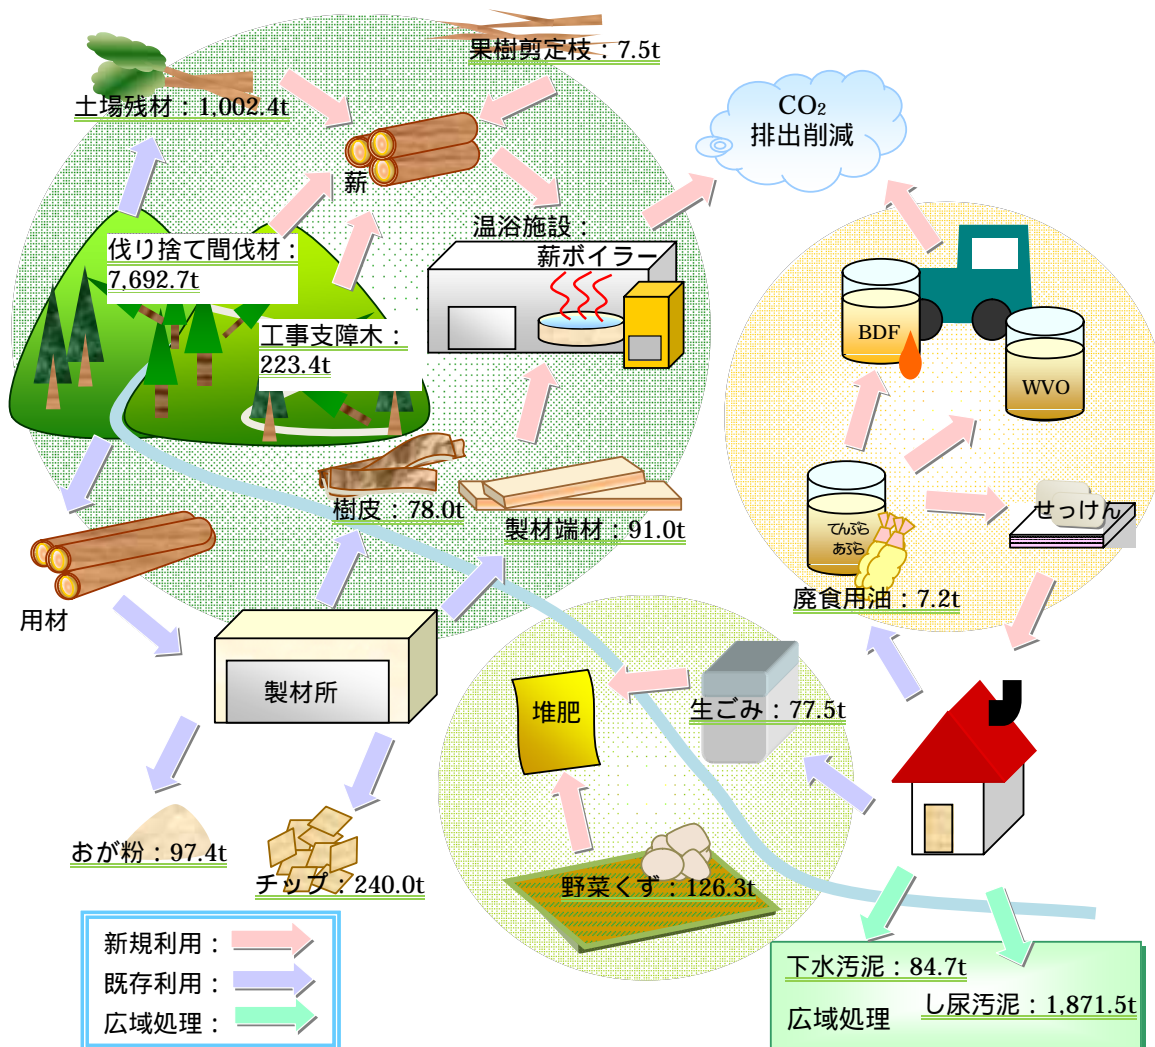 果樹剪定枝：7.5t
土場残材：1,002.4t
CO₂
排出削減
薪
伐り捨て間伐材：
7,692.7t
温浴施設：
薪ボイラー
工事支障木：
223.4t
BDF
WVO
樹皮：78.0t
製材端材：91.0t
てんぷら
あぶら
せっけん
廃食用油：7.2t
用材
製材所
堆肥
生ごみ：77.5t
おが粉：97.4t
チップ：240.0t
野菜くず：126.3t
新規利用：
既存利用：
広域処理：
下水汚泥：84.7t
し尿汚泥：1,871.5t
広域処理